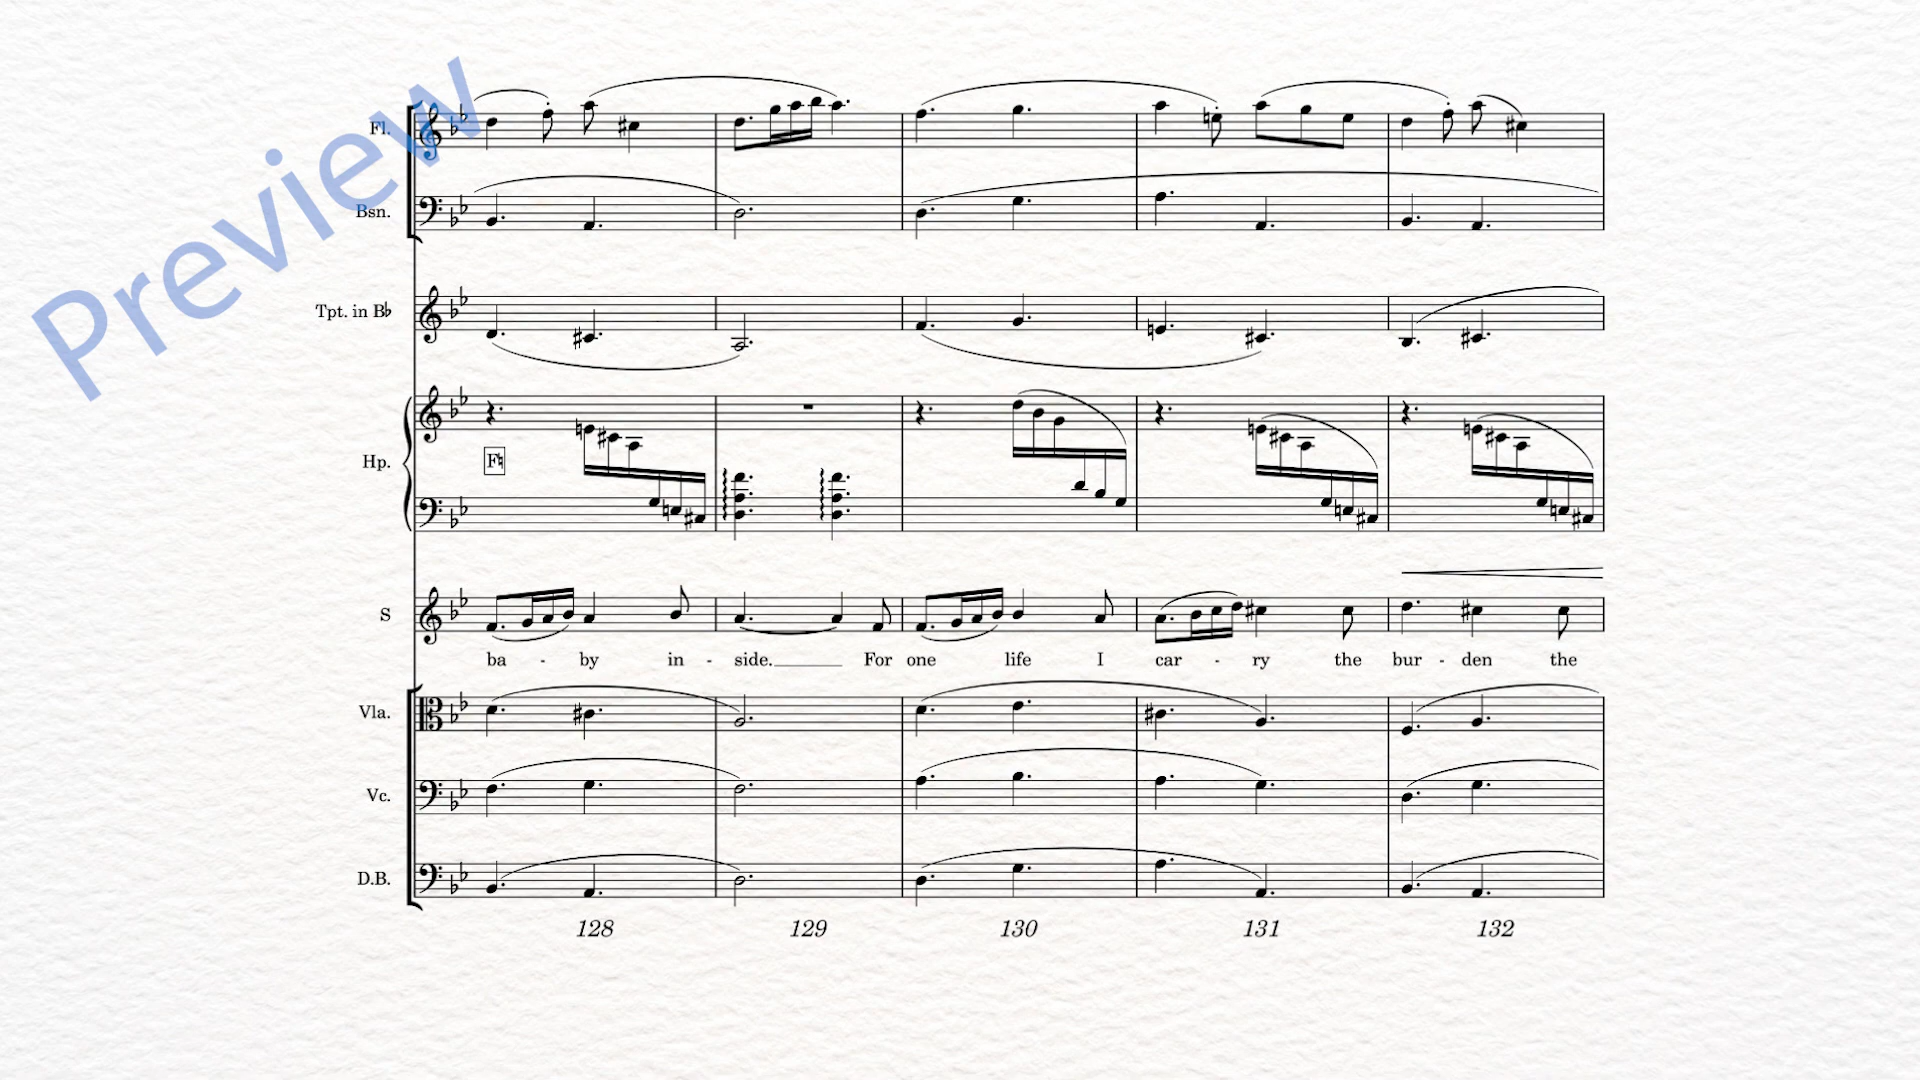 Preview
Fl.
Bsn.
Tpt. in B♭
Hp.
F♮
S
ba - by in - side. For one life I car - ry the bur - den the
Vla.
Vc.
D.B.
128 129 130 131 132